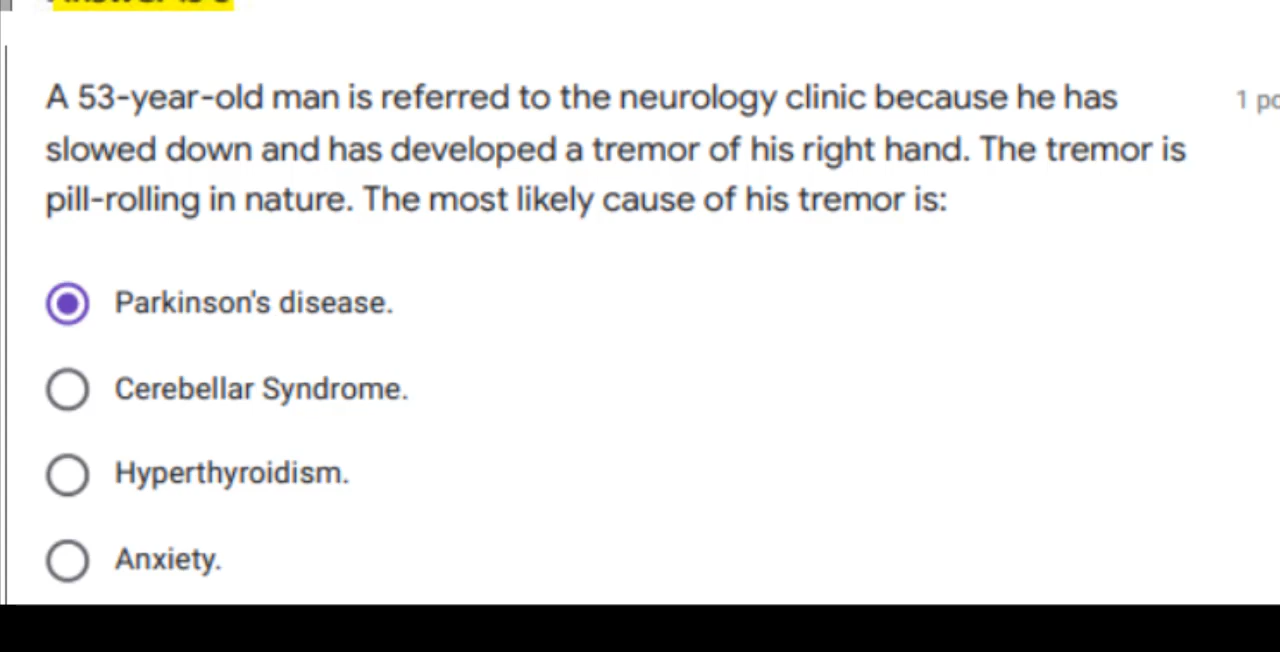 A 53-year-old man is referred to the neurology clinic because he has
1
slowed down and has developed a tremor of his right hand. The tremor is
pill-rolling in nature. The most likely cause of his tremor is:
Parkinson's disease.
Cerebellar Syndrome.
Hyperthyroidism.
Anxiety.